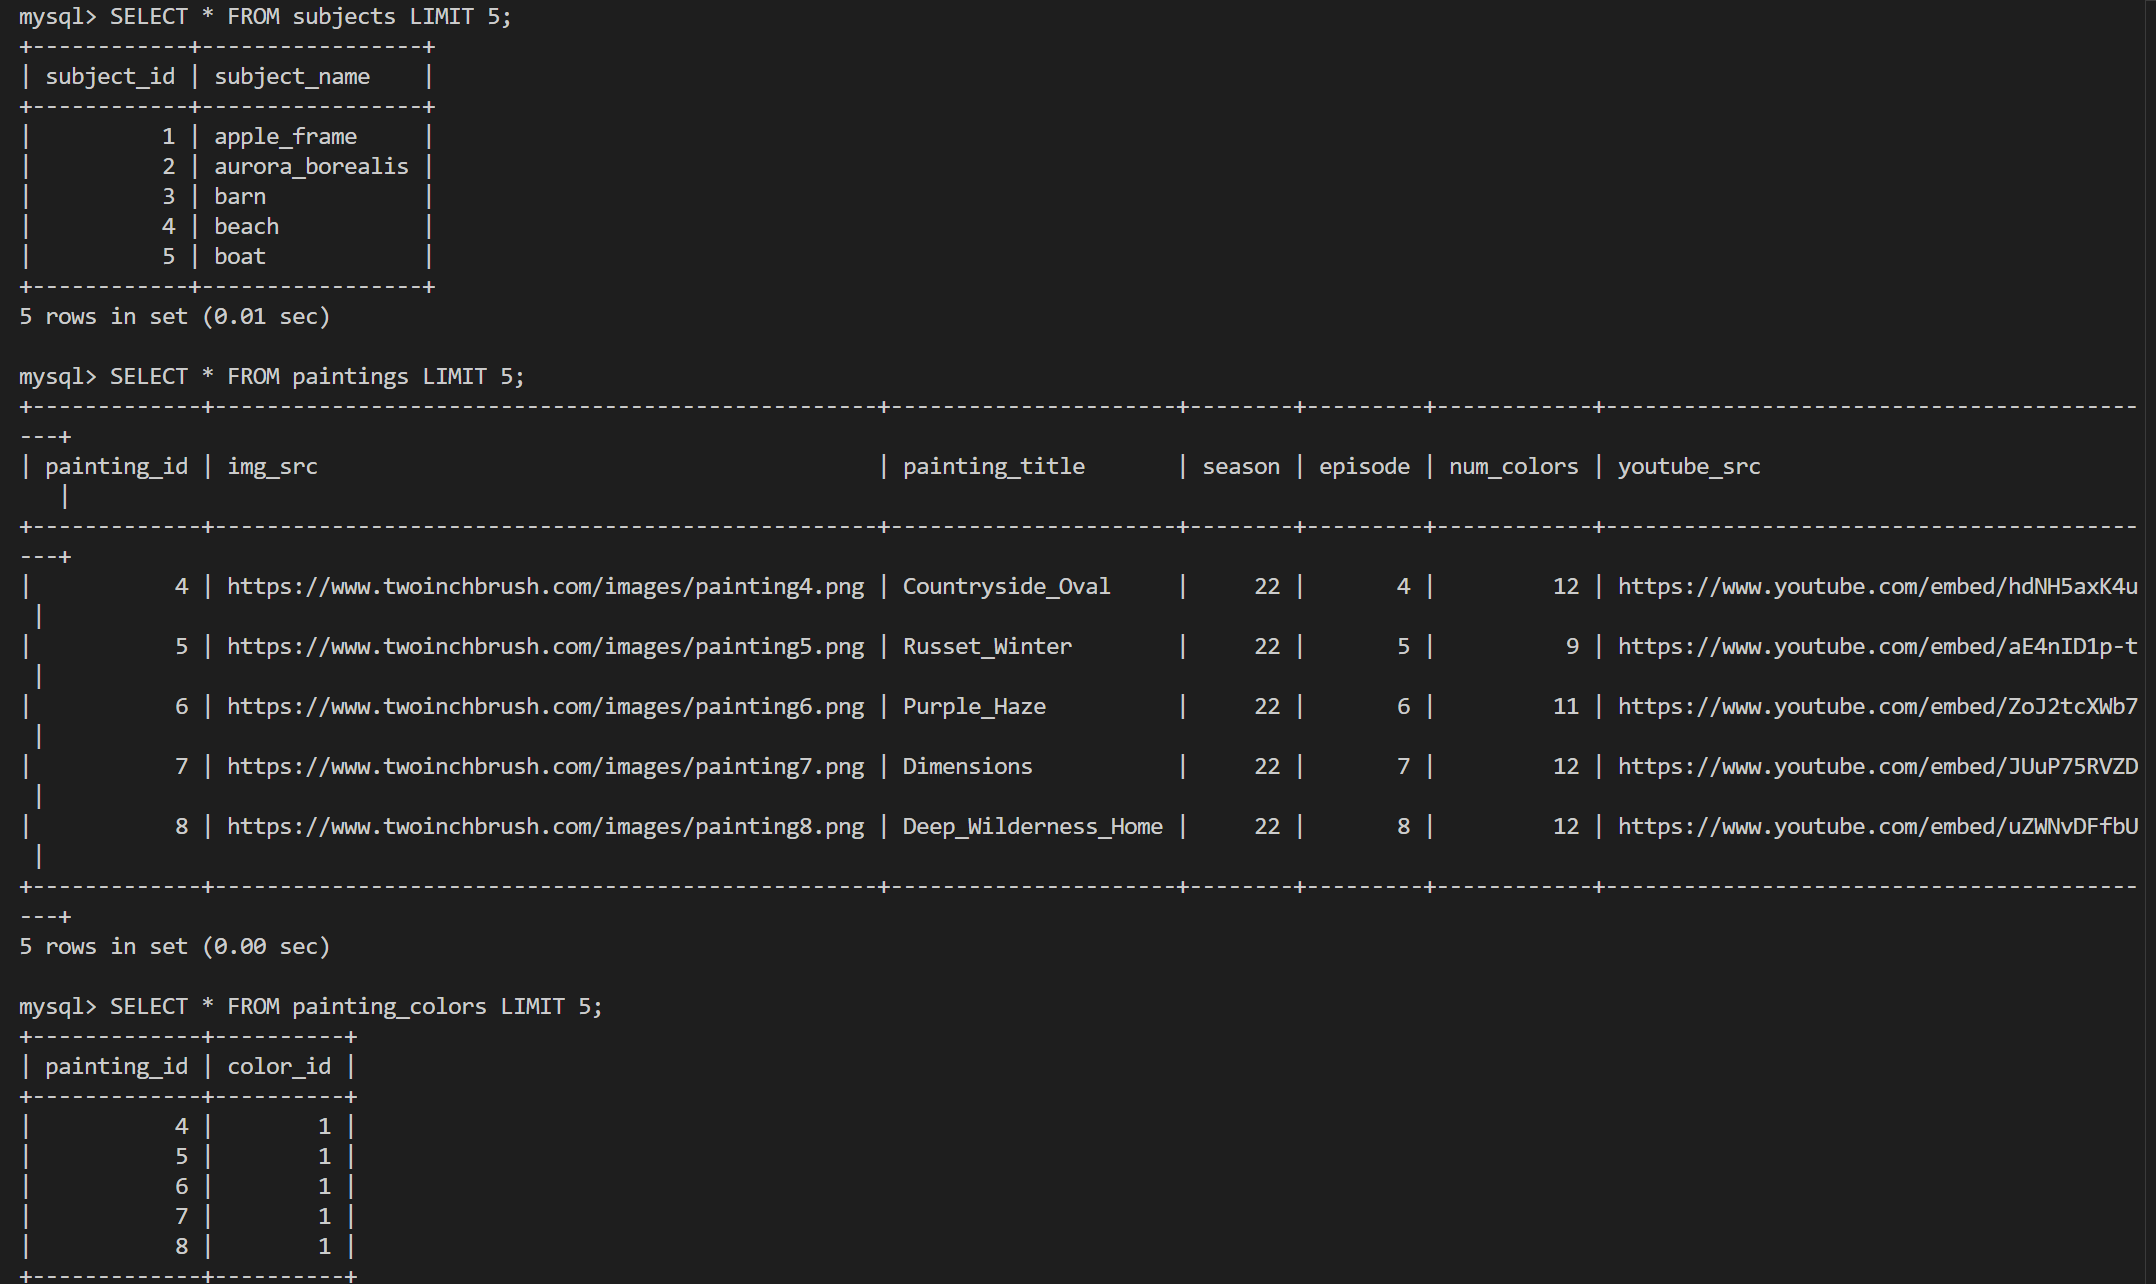 mysql> SELECT * FROM subjects LIMIT 5;
+------------+-----------------+
| subject_id | subject_name    |
+------------+-----------------+
|          1 | apple_frame     |
|          2 | aurora_borealis |
|          3 | barn            |
|          4 | beach           |
|          5 | boat            |
+------------+-----------------+
5 rows in set (0.01 sec)

mysql> SELECT * FROM paintings LIMIT 5;
+-------------+---------------------------------------------------+----------------------+--------+---------+------------+-----------------------------------------
---+
| painting_id | img_src                                           | painting_title       | season | episode | num_colors | youtube_src
   |
+-------------+---------------------------------------------------+----------------------+--------+---------+------------+-----------------------------------------
---+
|           4 | https://www.twoinchbrush.com/images/painting4.png | Countryside_Oval     |     22 |       4 |         12 | https://www.youtube.com/embed/hdNH5axK4u
 |
|           5 | https://www.twoinchbrush.com/images/painting5.png | Russet_Winter        |     22 |       5 |          9 | https://www.youtube.com/embed/aE4nID1p-t
 |
|           6 | https://www.twoinchbrush.com/images/painting6.png | Purple_Haze          |     22 |       6 |         11 | https://www.youtube.com/embed/ZoJ2tcXWb7
 |
|           7 | https://www.twoinchbrush.com/images/painting7.png | Dimensions           |     22 |       7 |         12 | https://www.youtube.com/embed/JUuP75RVZD
 |
|           8 | https://www.twoinchbrush.com/images/painting8.png | Deep_Wilderness_Home |     22 |       8 |         12 | https://www.youtube.com/embed/uZWNvDFfbU
 |
+-------------+---------------------------------------------------+----------------------+--------+---------+------------+-----------------------------------------
---+
5 rows in set (0.00 sec)

mysql> SELECT * FROM painting_colors LIMIT 5;
+-------------+----------+
| painting_id | color_id |
+-------------+----------+
|           4 |        1 |
|           5 |        1 |
|           6 |        1 |
|           7 |        1 |
|           8 |        1 |
+-------------+----------+